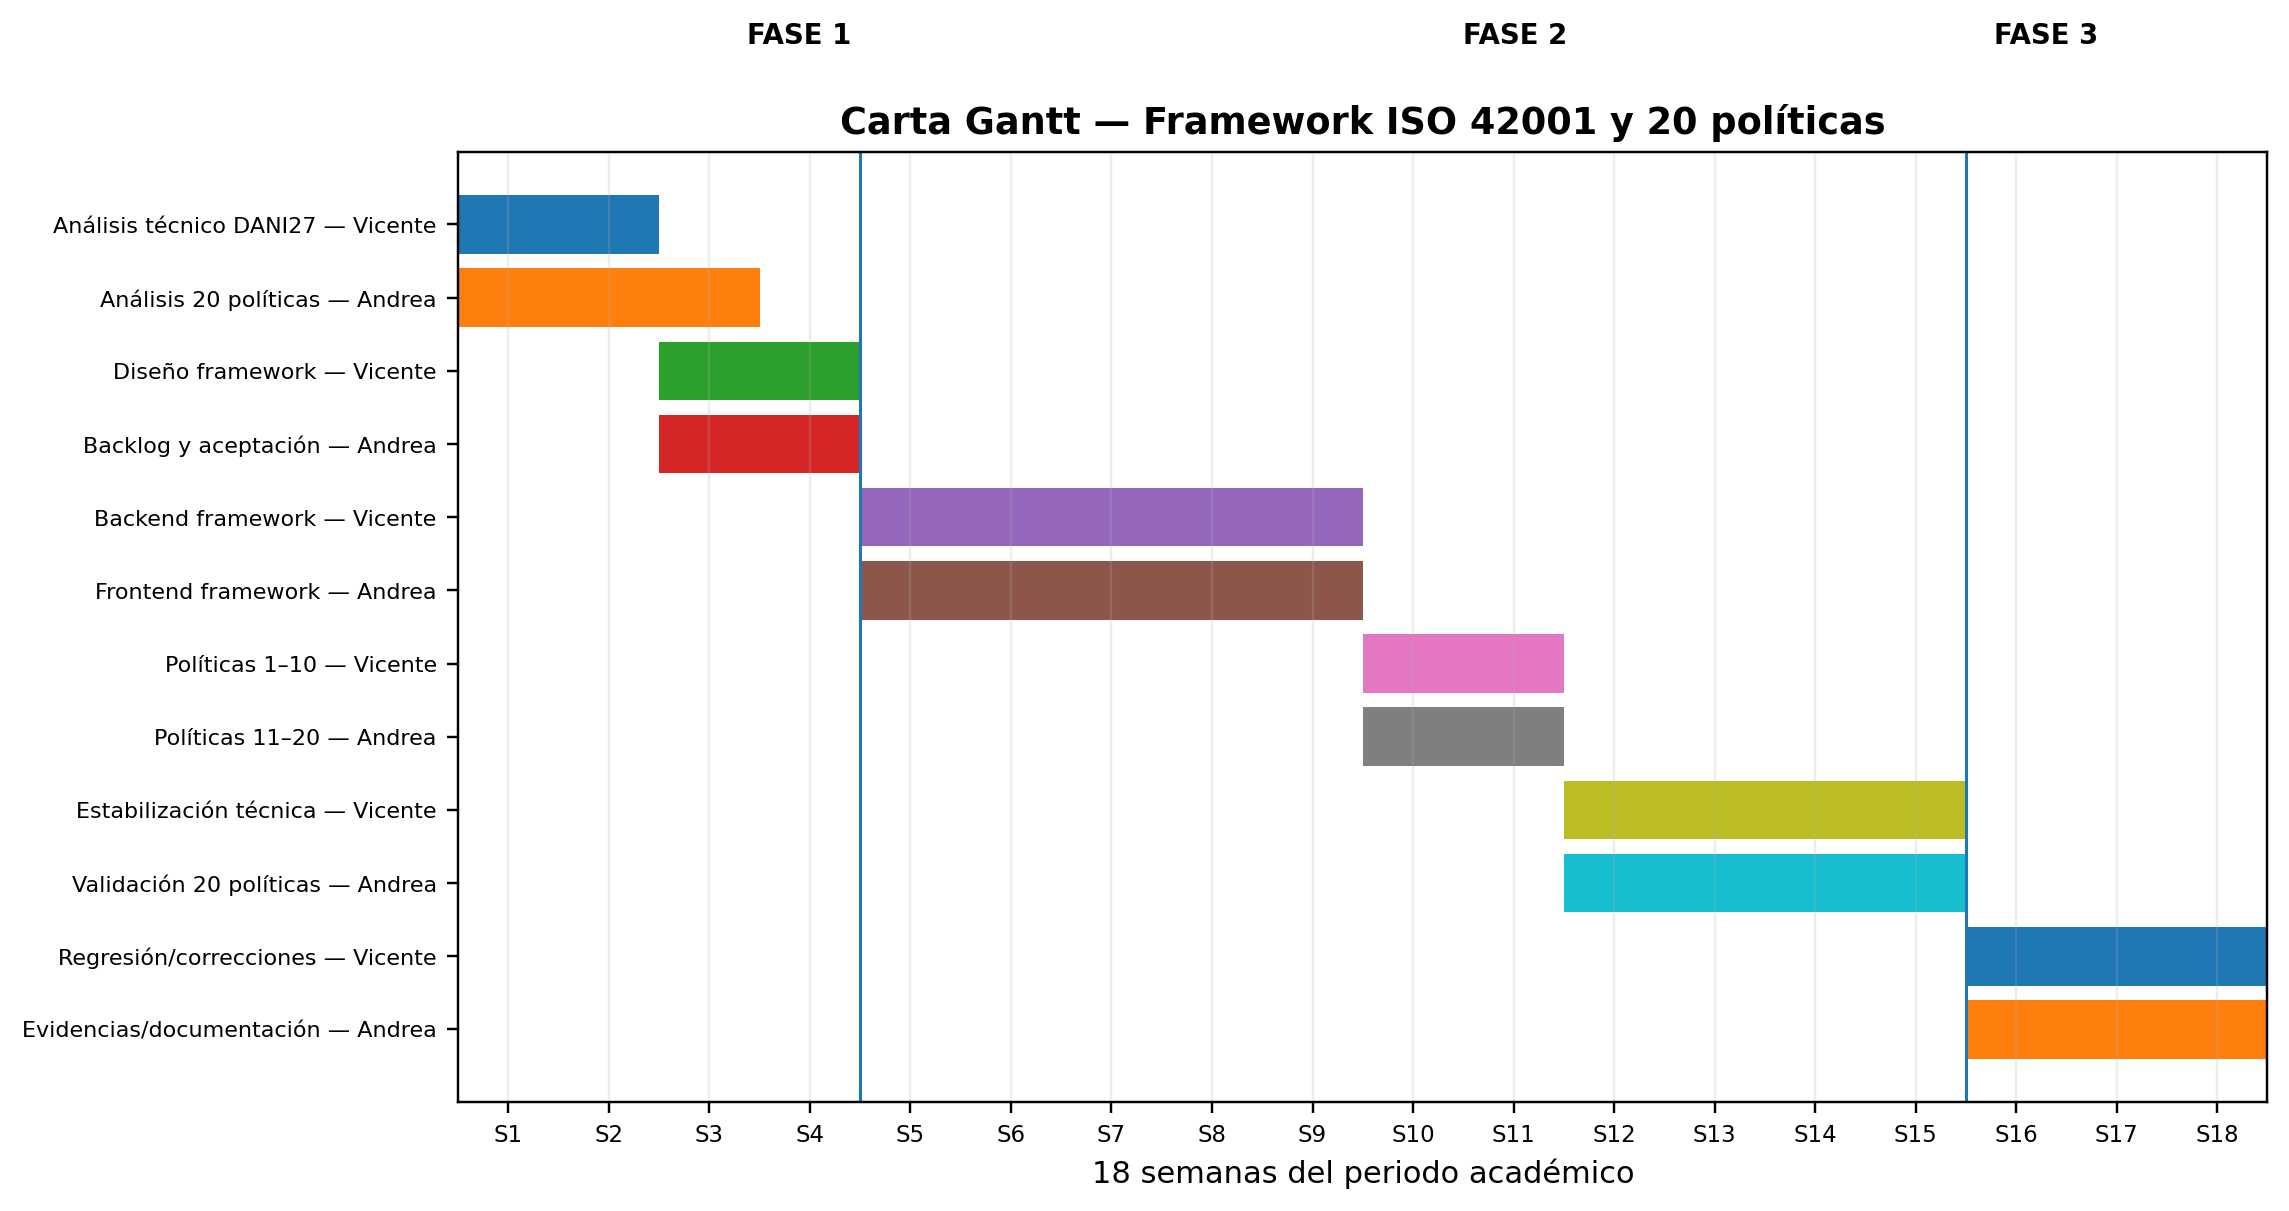 FASE 1 FASE 2 FASE 3
Carta Gantt — Framework ISO 42001 y 20 políticas
Análisis técnico DANI27 — Vicente
Análisis 20 políticas — Andrea
Diseño framework — Vicente
Backlog y aceptación — Andrea
Backend framework — Vicente
Frontend framework — Andrea
Políticas 1–10 — Vicente
Políticas 11–20 — Andrea
Estabilización técnica — Vicente
Validación 20 políticas — Andrea
Regresión/correcciones — Vicente
Evidencias/documentación — Andrea
S1 S2 S3 S4 S5 S6 S7 S8 S9 S10 S11 S12 S13 S14 S15 S16 S17 S18
18 semanas del periodo académico